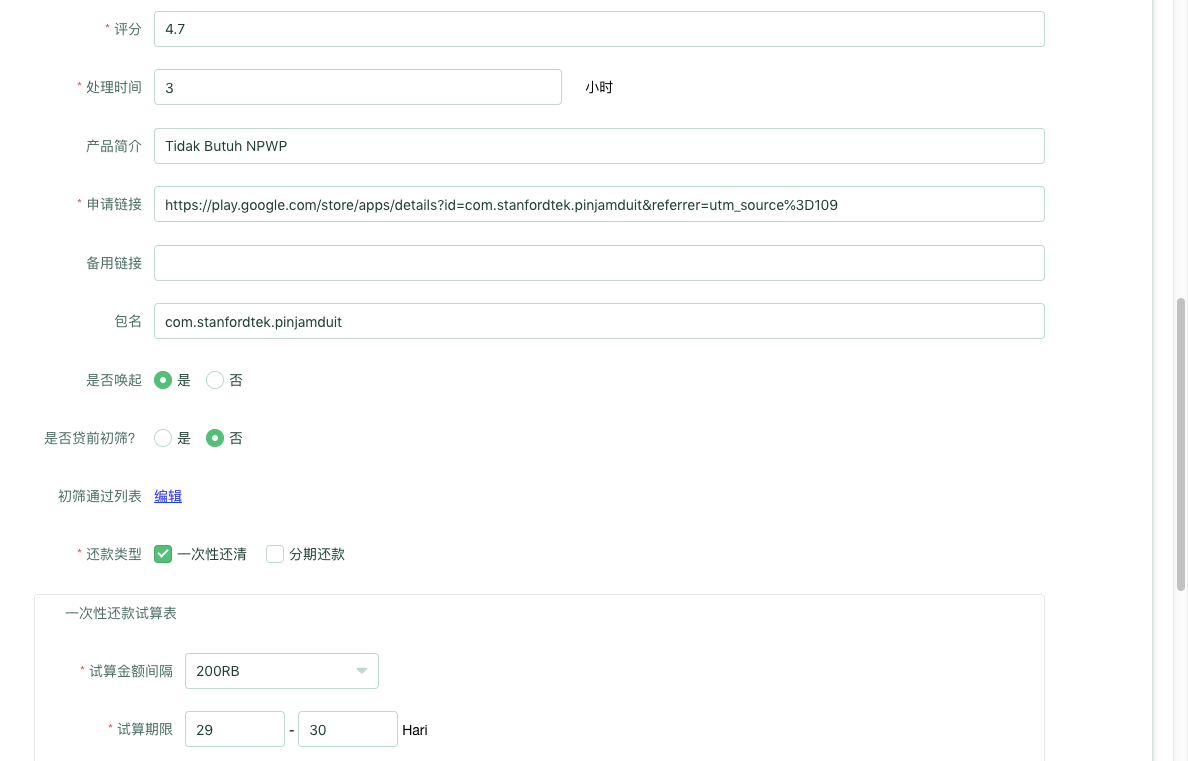 * 评分 4.7
* 处理时间 3 小时
产品简介 Tidak Butuh NPWP
* 申请链接 https://play.google.com/store/apps/details?id=com.stanfordtek.pinjamduit&referrer=utm_source%3D109
备用链接
包名 com.stanfordtek.pinjamduit
是否唤起 是 否
是否贷前初筛? 是 否
初筛通过列表 编辑
* 还款类型 一次性还清 分期还款
一次性还款试算表
* 试算金额间隔 200RB
* 试算期限 29 - 30 Hari